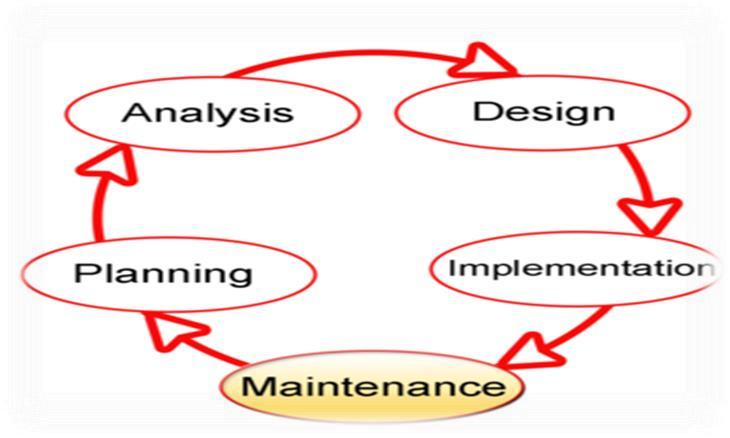 Analysis
Design
Planning
Implementation
Maintenance